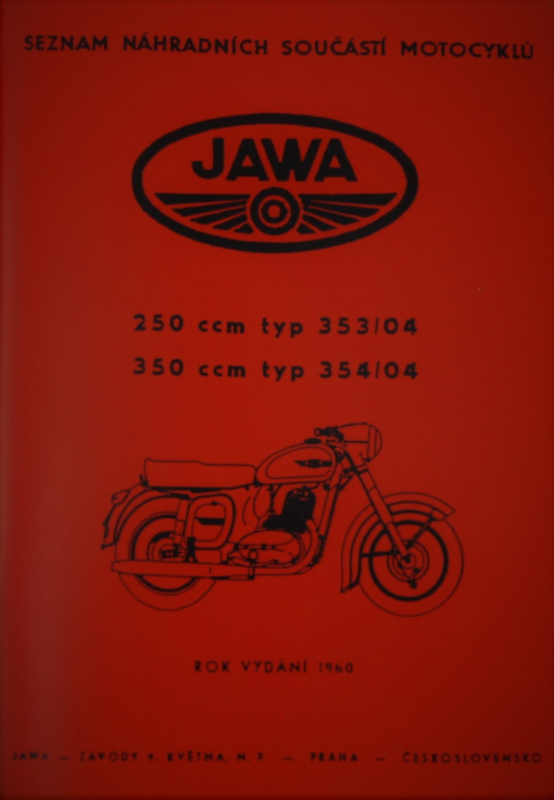 SEZNAM NÁHRADNÍCH SOUČÁSTÍ MOTOCYKLŮ
JAWA
250 ccm typ 353/04
350 ccm typ 354/04
ROK VYDÁNÍ 1960
JAWA — ZÁVODY 9. KVĚTNA, N. P. — PRAHA — ČESKOSLOVENSKO